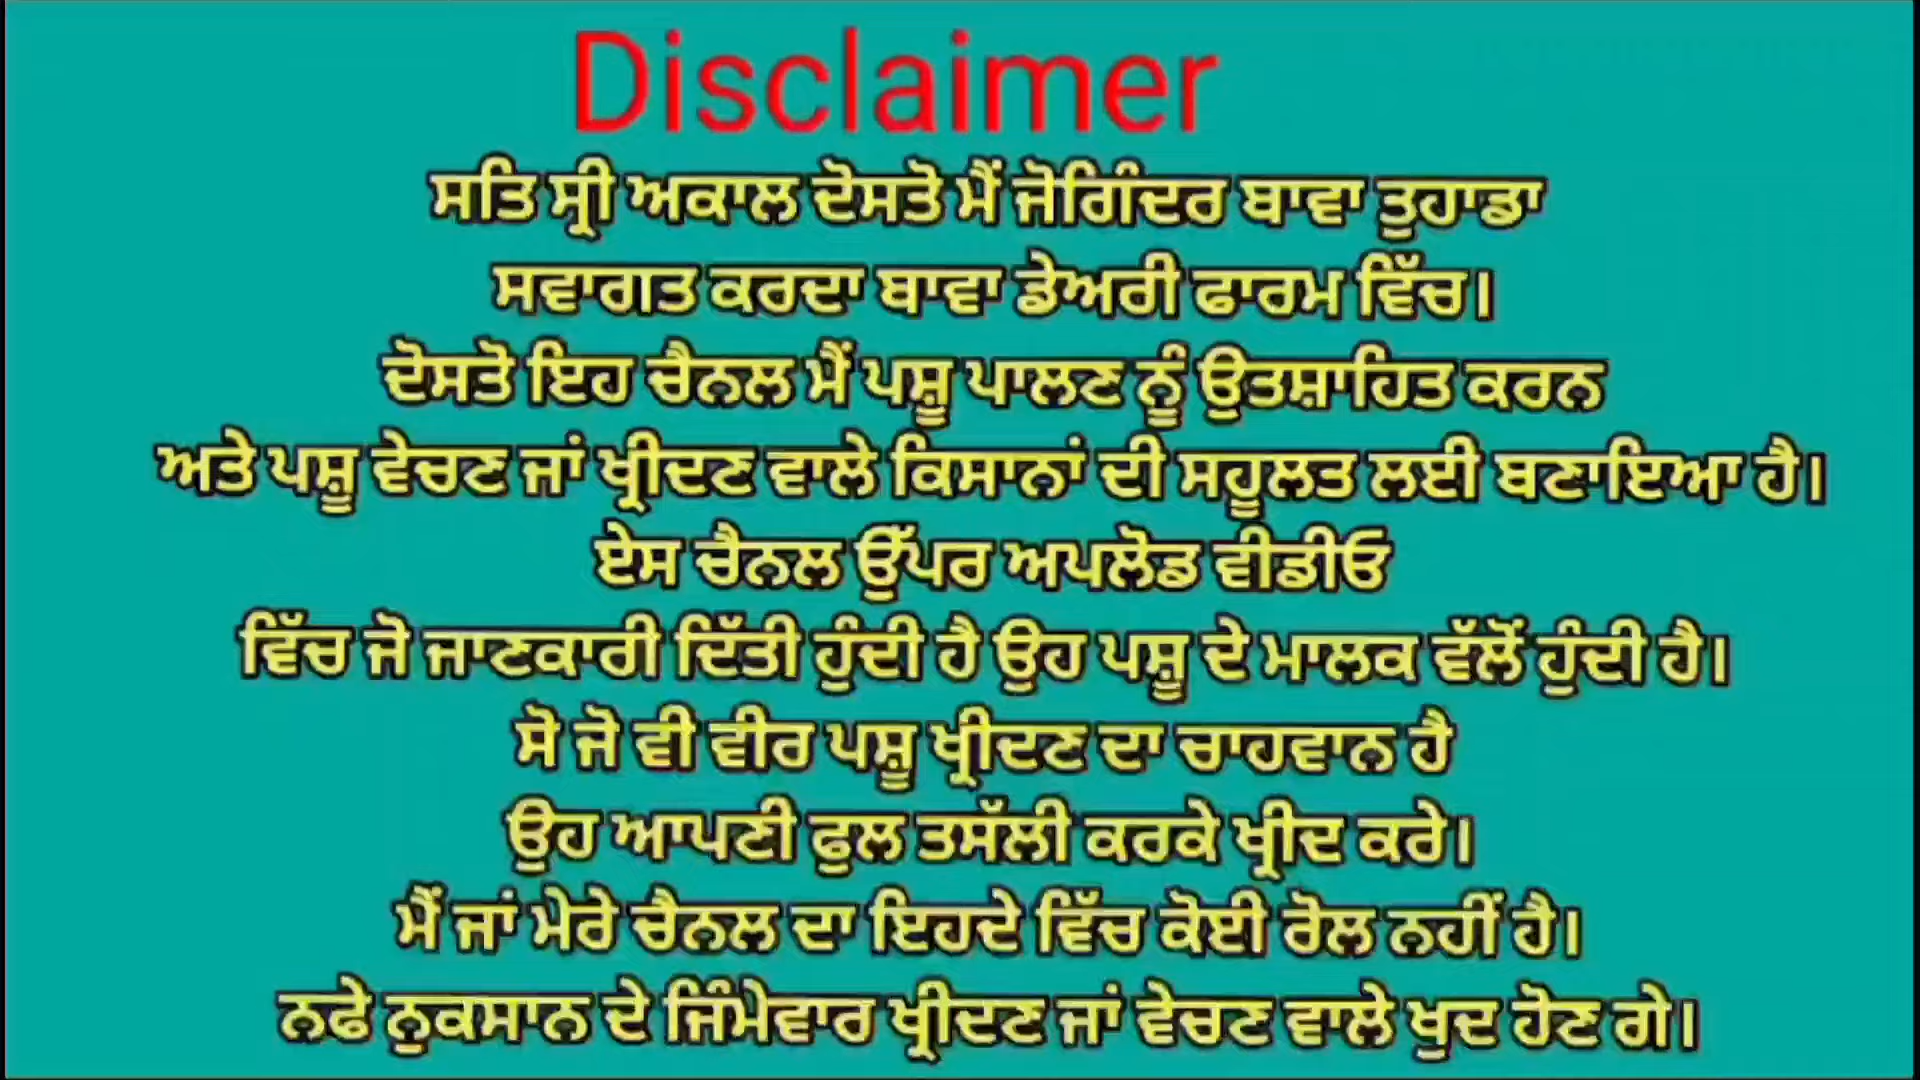 Disclaimer
ਸਤਿ ਸ੍ਰੀ ਅਕਾਲ ਦੋਸਤੋ ਮੈਂ ਜੋਗਿੰਦਰ ਬਾਵਾ ਤੁਹਾਡਾ
ਸਵਾਗਤ ਕਰਦਾ ਬਾਵਾ ਡੇਅਰੀ ਫਾਰਮ ਵਿੱਚ।
ਦੋਸਤੋ ਇਹ ਚੈਨਲ ਮੈਂ ਪਸ਼ੂ ਪਾਲਣ ਨੂੰ ਉਤਸ਼ਾਹਿਤ ਕਰਨ
ਅਤੇ ਪਸ਼ੂ ਵੇਚਣ ਜਾਂ ਖ੍ਰੀਦਣ ਵਾਲੇ ਕਿਸਾਨਾਂ ਦੀ ਸਹੂਲਤ ਲਈ ਬਣਾਇਆ ਹੈ।
ਏਸ ਚੈਨਲ ਉੱਪਰ ਅਪਲੋਡ ਵੀਡੀਓ
ਵਿੱਚ ਜੋ ਜਾਣਕਾਰੀ ਦਿੱਤੀ ਹੁੰਦੀ ਹੈ ਉਹ ਪਸ਼ੂ ਦੇ ਮਾਲਕ ਵੱਲੋਂ ਹੁੰਦੀ ਹੈ।
ਸੋ ਜੋ ਵੀ ਵੀਰ ਪਸ਼ੂ ਖ੍ਰੀਦਣ ਦਾ ਚਾਹਵਾਨ ਹੈ
ਉਹ ਆਪਣੀ ਫੁਲ ਤਸੱਲੀ ਕਰਕੇ ਖ੍ਰੀਦ ਕਰੇ।
ਮੈਂ ਜਾਂ ਮੇਰੇ ਚੈਨਲ ਦਾ ਇਹਦੇ ਵਿੱਚ ਕੋਈ ਰੋਲ ਨਹੀਂ ਹੈ।
ਨਫੇ ਨੁਕਸਾਨ ਦੇ ਜਿੰਮੇਵਾਰ ਖ੍ਰੀਦਣ ਜਾਂ ਵੇਚਣ ਵਾਲੇ ਖੁਦ ਹੋਣ ਗੇ।